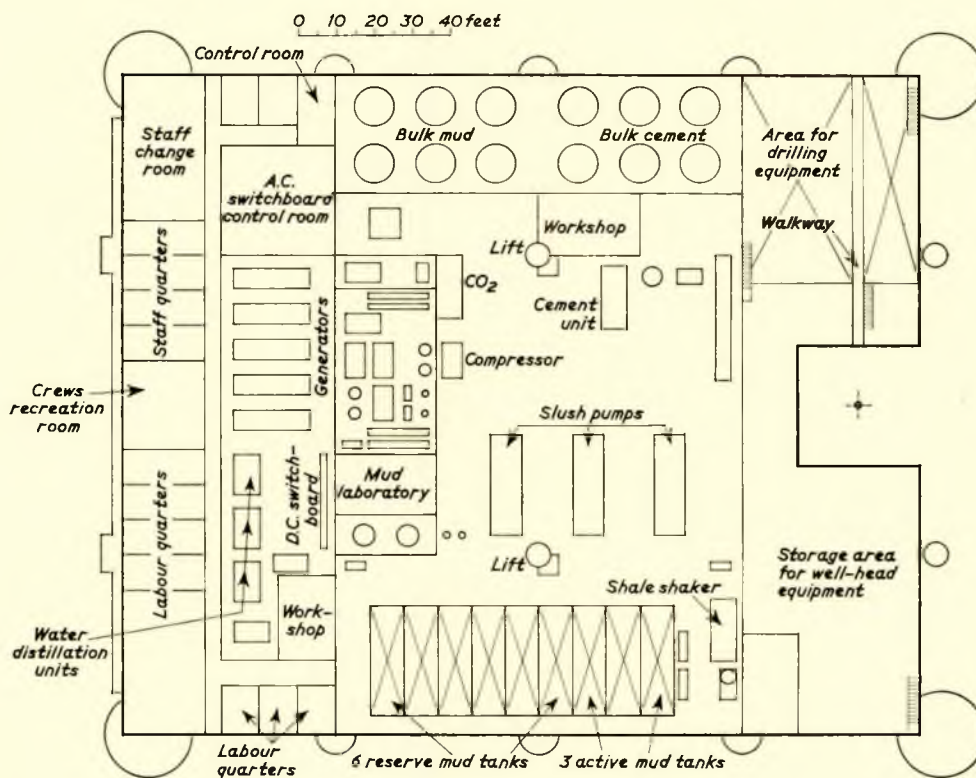 0 10 20 30 40 feet
Control room
Staff
change
room
Bulk mud
Bulk cement
Area for
drilling
equipment
A.C.
switchboard
control room
Walkway
Workshop
Lift
Staff quarters
Generators
CO2
Cement
unit
Compressor
Crews
recreation
room
Slush pumps
Mud
laboratory
D.C. switch-
board
Labour quarters
Lift
Storage area
for well-head
equipment
Shale shaker
Work-
shop
Water
distillation
units
Labour
quarters
6 reserve mud tanks
3 active mud tanks